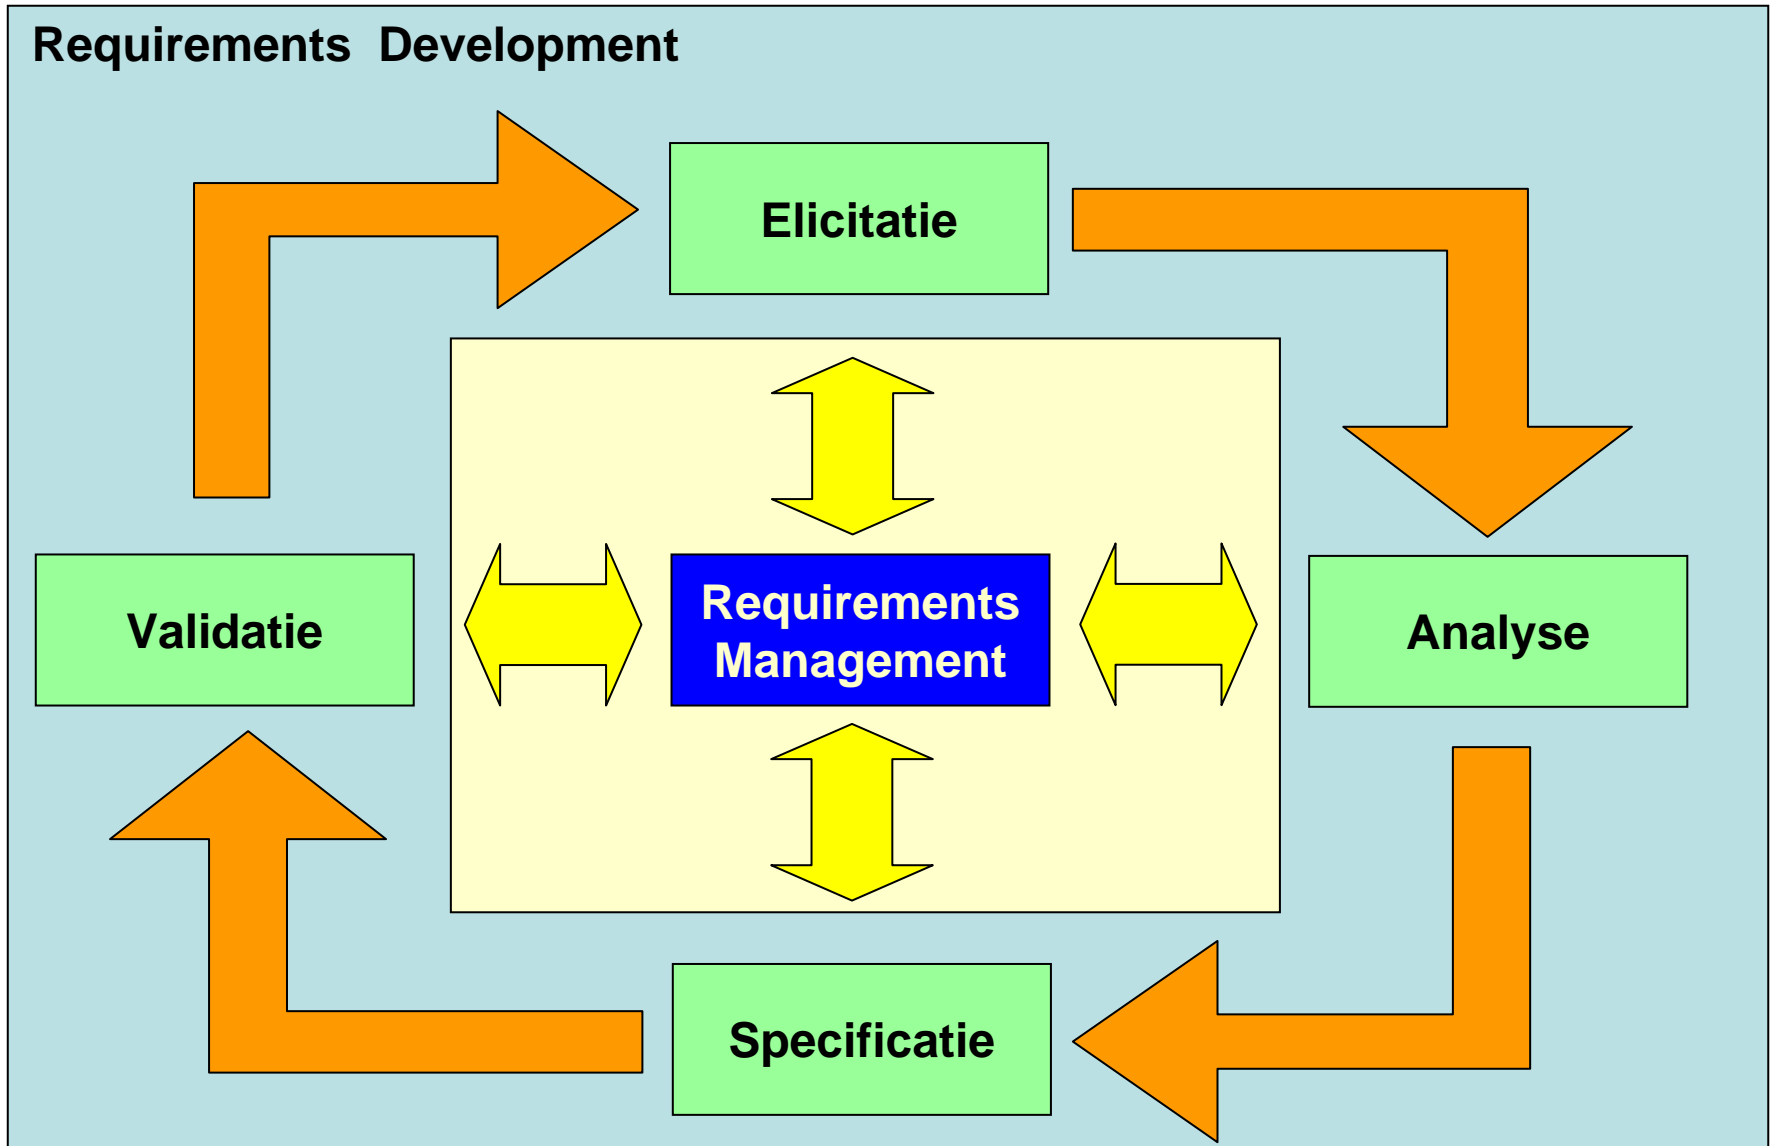 Requirements Development
Elicitatie
Requirements
Management
Validatie
Analyse
Specificatie